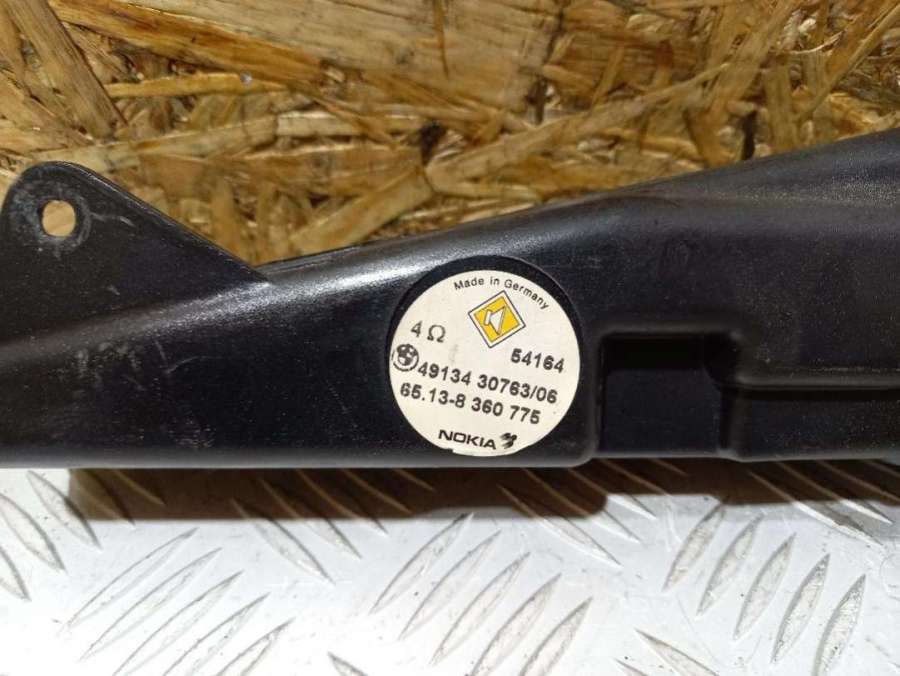 Made in Germany
4 Ω
54164
49134 30763/06
65.13-8 360 775
NOKIA